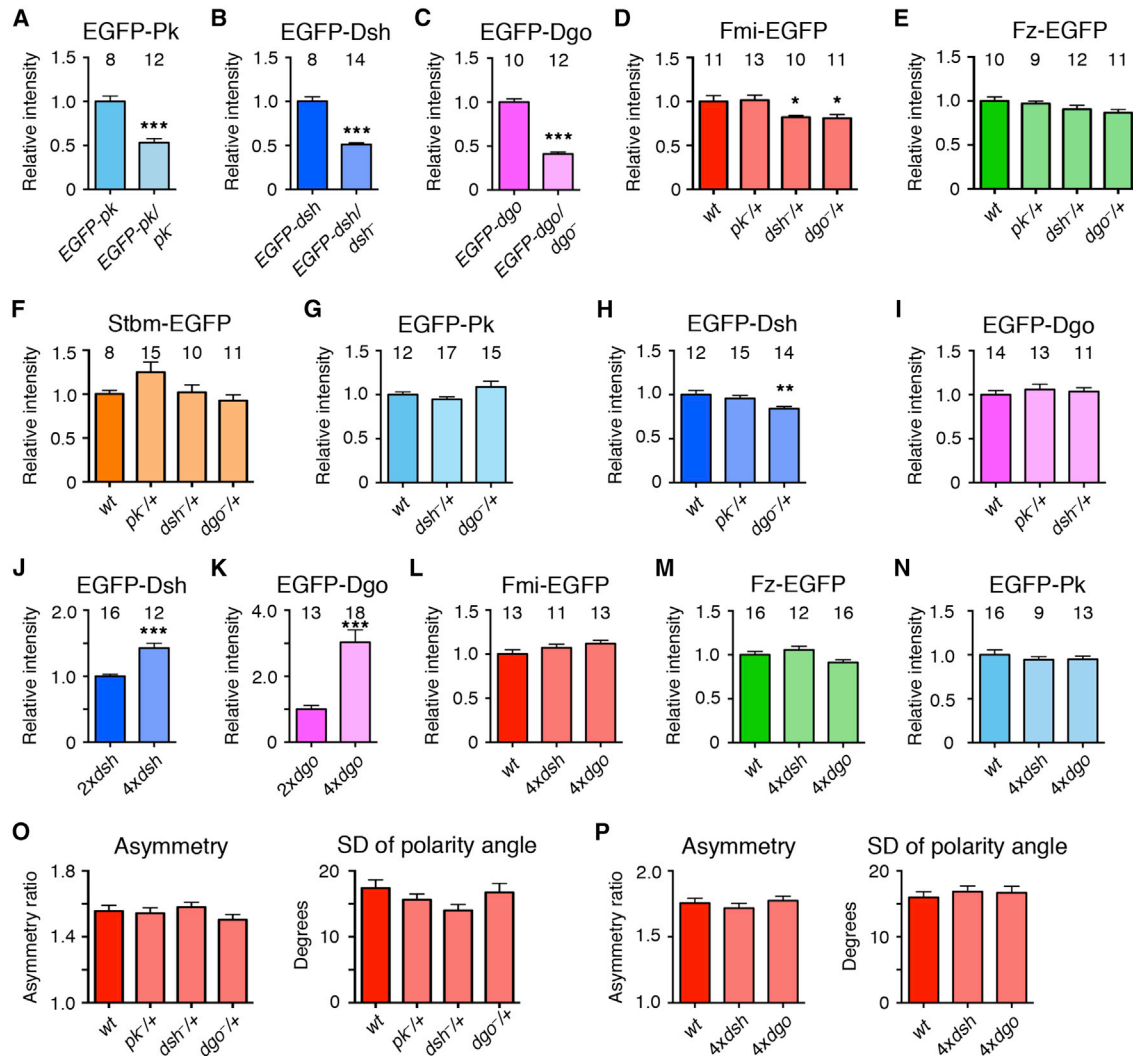 A
EGFP-Pk
8 12
Relative intensity
1.5
1.0
0.5
0
***
EGFP-pk
EGFP-pk/
pk-
B
EGFP-Dsh
8 14
Relative intensity
1.5
1.0
0.5
0
***
EGFP-dsh
EGFP-dsh/
dsh-
C
EGFP-Dgo
10 12
Relative intensity
1.5
1.0
0.5
0
***
EGFP-dgo
EGFP-dgo/
dgo-
D
Fmi-EGFP
11 13 10 11
Relative intensity
1.5
1.0
0.5
0
* *
wt
pk-/+
dsh-/+
dgo-/+
E
Fz-EGFP
10 9 12 11
Relative intensity
1.5
1.0
0.5
0
wt
pk-/+
dsh-/+
dgo-/+
F
Stbm-EGFP
8 15 10 11
Relative intensity
1.5
1.0
0.5
0
wt
pk-/+
dsh-/+
dgo-/+
G
EGFP-Pk
12 17 15
Relative intensity
1.5
1.0
0.5
0
wt
dsh-/+
dgo-/+
H
EGFP-Dsh
12 15 14
Relative intensity
1.5
1.0
0.5
0
**
wt
pk-/+
dgo-/+
I
EGFP-Dgo
14 13 11
Relative intensity
1.5
1.0
0.5
0
wt
pk-/+
dsh-/+
J
EGFP-Dsh
16 12
Relative intensity
2.0
1.0
0
***
2xdsh
4xdsh
K
EGFP-Dgo
13 18
Relative intensity
4.0
2.0
0
***
2xdgo
4xdgo
L
Fmi-EGFP
13 11 13
Relative intensity
1.5
1.0
0.5
0
wt
4xdsh
4xdgo
M
Fz-EGFP
16 12 16
Relative intensity
1.5
1.0
0.5
0
wt
4xdsh
4xdgo
N
EGFP-Pk
16 9 13
Relative intensity
1.5
1.0
0.5
0
wt
4xdsh
4xdgo
O
Asymmetry
Asymmetry ratio
1.8
1.6
1.4
1.0
wt
pk-/+
dsh-/+
dgo-/+
SD of polarity angle
Degrees
20
10
0
wt
pk-/+
dsh-/+
dgo-/+
P
Asymmetry
Asymmetry ratio
2.0
1.7
1.0
wt
4xdsh
4xdgo
SD of polarity angle
Degrees
20
10
0
wt
4xdsh
4xdgo